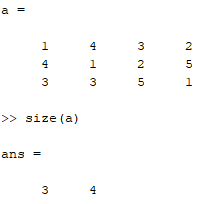 a =
1 4 3 2
4 1 2 5
3 3 5 1
>> size(a)
ans =
3 4